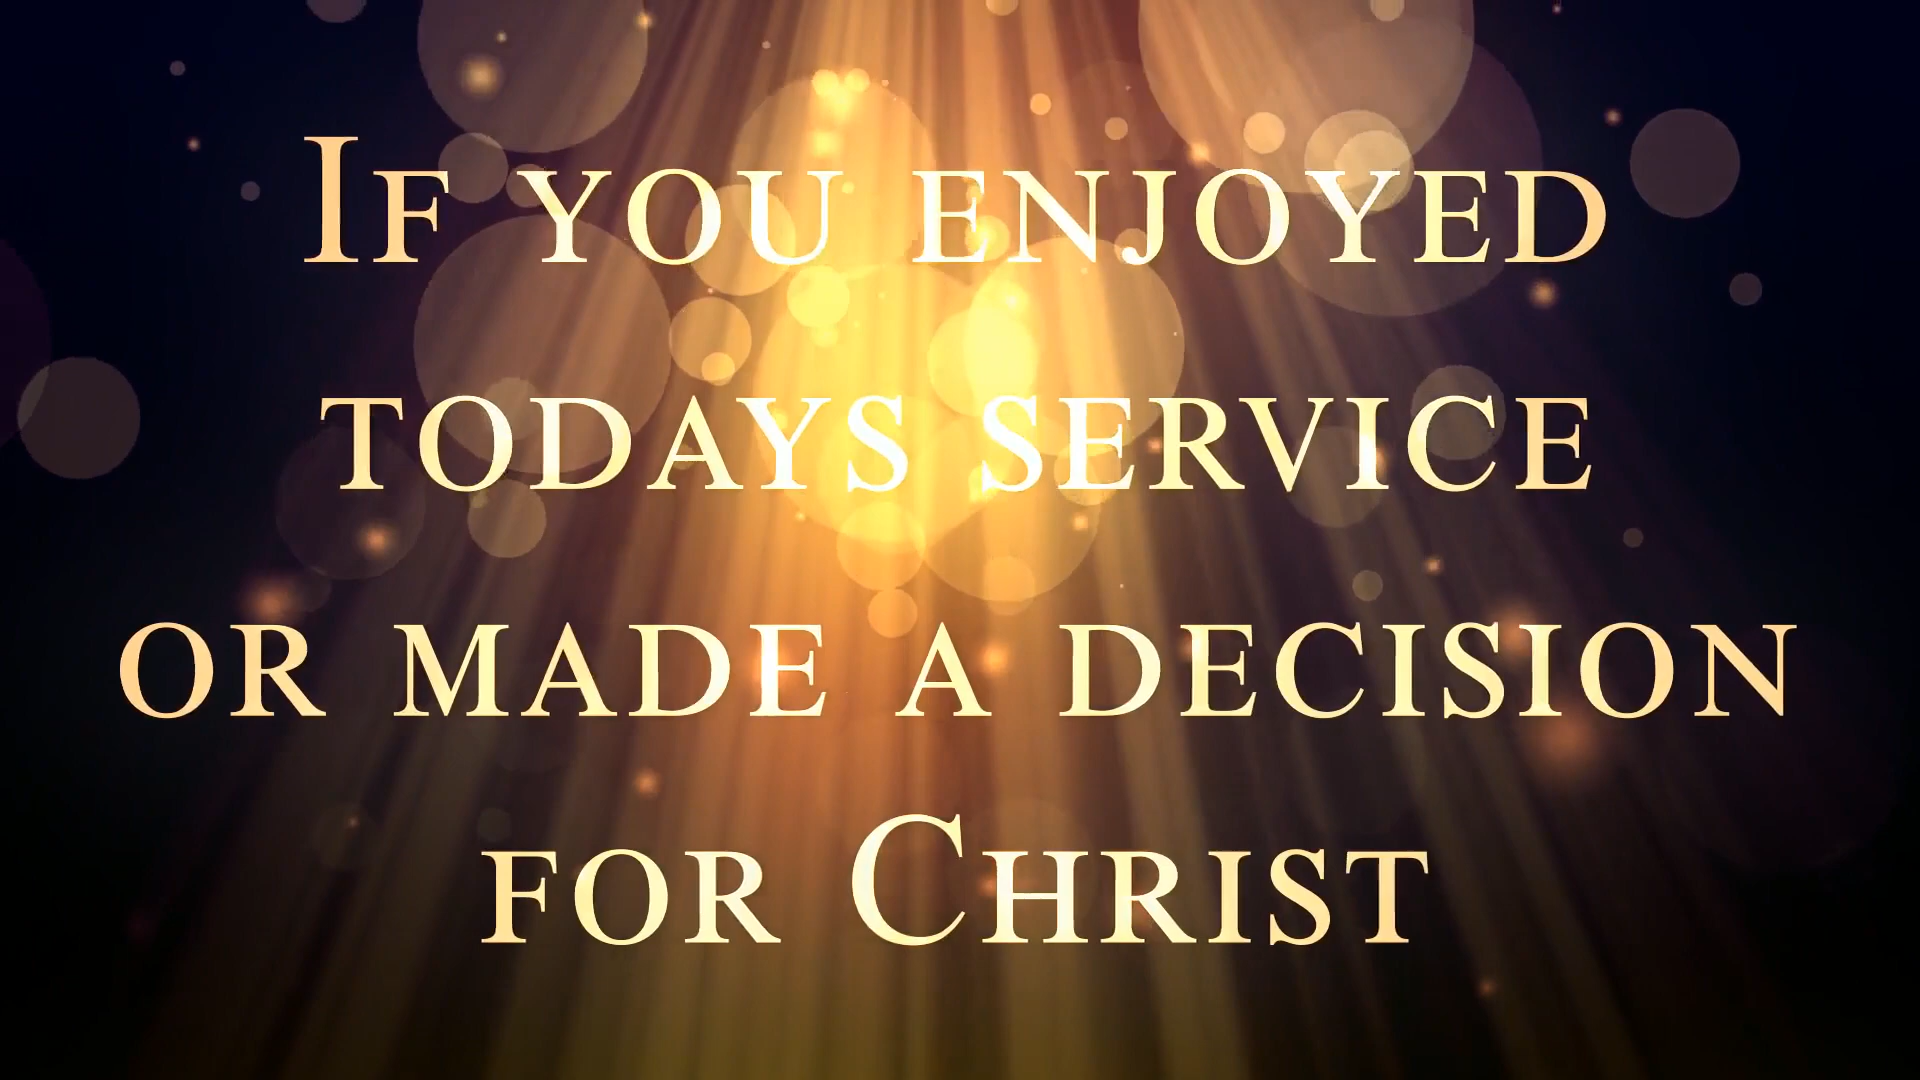 If you enjoyed
todays service
or made a decision
for Christ